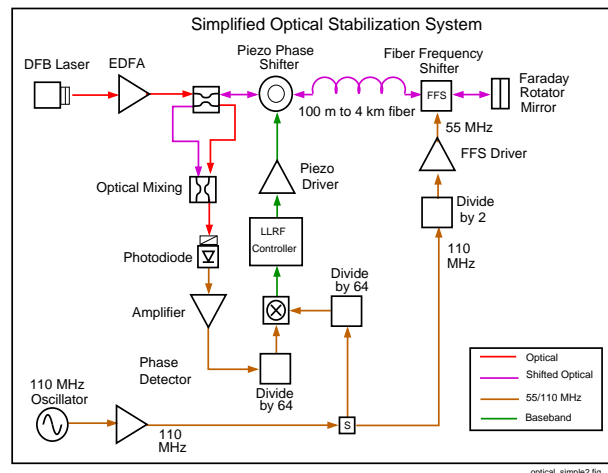 Simplified Optical Stabilization System
DFB Laser
EDFA
Piezo Phase
Shifter
Fiber Frequency
Shifter
Faraday
Rotator
Mirror
FFS
100 m to 4 km fiber
55 MHz
FFS Driver
Optical Mixing
Piezo
Driver
Divide
by 2
LLRF
Controller
110
MHz
Photodiode
Divide
by 64
Amplifier
Phase
Detector
Divide
by 64
110 MHz
Oscillator
110
MHz
S
Optical
Shifted Optical
55/110 MHz
Baseband
optical_simple2.fig